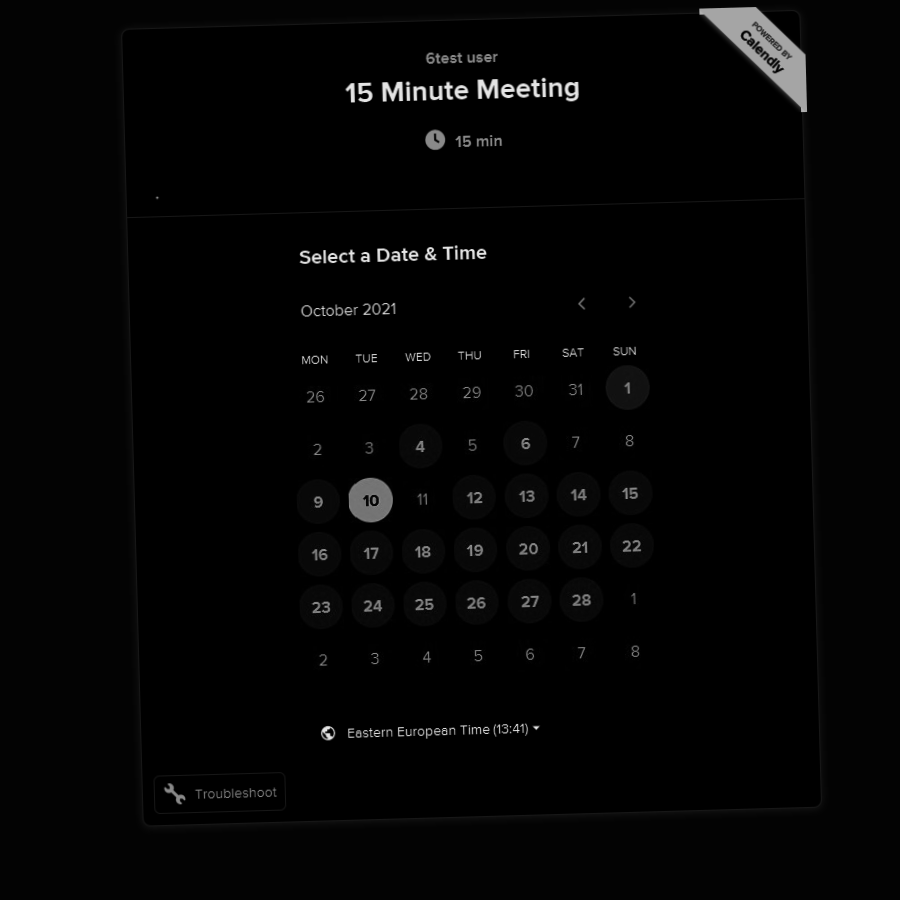 POWERED BY
Calendly
6test user
15 Minute Meeting
15 min
Select a Date & Time
October 2021
MON TUE WED THU FRI SAT SUN
26 27 28 29 30 31 1
2 3 4 5 6 7 8
9 10 11 12 13 14 15
16 17 18 19 20 21 22
23 24 25 26 27 28 1
2 3 4 5 6 7 8
Eastern European Time (13:41)
Troubleshoot